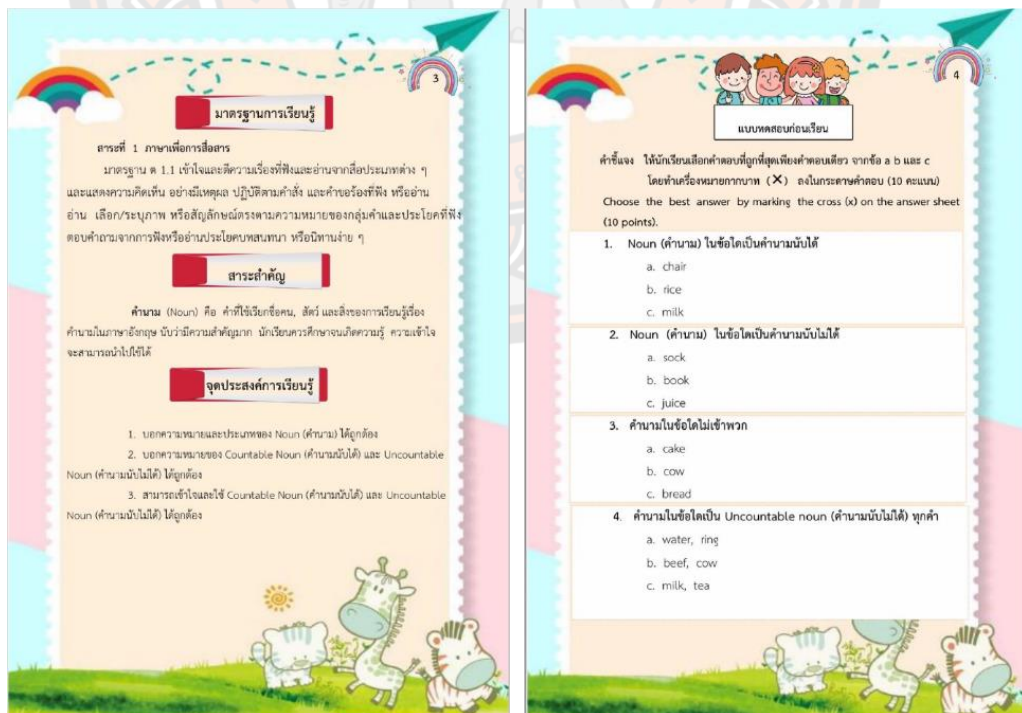 3
มาตรฐานการเรียนรู้
สาระที่ 1 ภาษาเพื่อการสื่อสาร
มาตรฐาน ต 1.1 เข้าใจและตีความเรื่องที่ฟังและอ่านจากสื่อประเภทต่าง ๆ
และแสดงความคิดเห็น อย่างมีเหตุผล ปฏิบัติตามคำสั่ง และคำขอร้องที่ฟัง หรืออ่าน
อ่าน เลือก/ระบุภาพ หรือสัญลักษณ์ตรงตามความหมายของกลุ่มคำและประโยคที่ฟัง
ตอบคำถามจากการฟังหรืออ่านประโยคบทสนทนา หรือนิทานง่าย ๆ
สาระสำคัญ
คำนาม (Noun) คือ คำที่ใช้เรียกชื่อคน, สัตว์ และสิ่งของการเรียนรู้เรื่อง
คำนามในภาษาอังกฤษ นับว่ามีความสำคัญมาก นักเรียนควรศึกษาจนเกิดความรู้ ความเข้าใจ
จะสามารถนำไปใช้ได้
จุดประสงค์การเรียนรู้
1. บอกความหมายและประเภทของ Noun (คำนาม) ได้ถูกต้อง
2. บอกความหมายของ Countable Noun (คำนามนับได้) และ Uncountable
Noun (คำนามนับไม่ได้) ได้ถูกต้อง
3. สามารถเข้าใจและใช้ Countable Noun (คำนามนับได้) และ Uncountable
Noun (คำนามนับไม่ได้) ได้ถูกต้อง
4
แบบทดสอบก่อนเรียน
คำชี้แจง ให้นักเรียนเลือกคำตอบที่ถูกที่สุดเพียงคำตอบเดียว จากข้อ a b และ c
โดยทำเครื่องหมายกากบาท (X) ลงในกระดาษคำตอบ (10 คะแนน)
Choose the best answer by marking the cross (x) on the answer sheet
(10 points).
1. Noun (คำนาม) ในข้อใดเป็นคำนามนับได้
a. chair
b. rice
c. milk
2. Noun (คำนาม) ในข้อใดเป็นคำนามนับไม่ได้
a. sock
b. book
c. juice
3. คำนามในข้อใดไม่เข้าพวก
a. cake
b. cow
c. bread
4. คำนามในข้อใดเป็น Uncountable noun (คำนามนับไม่ได้) ทุกคำ
a. water, ring
b. beef, cow
c. milk, tea